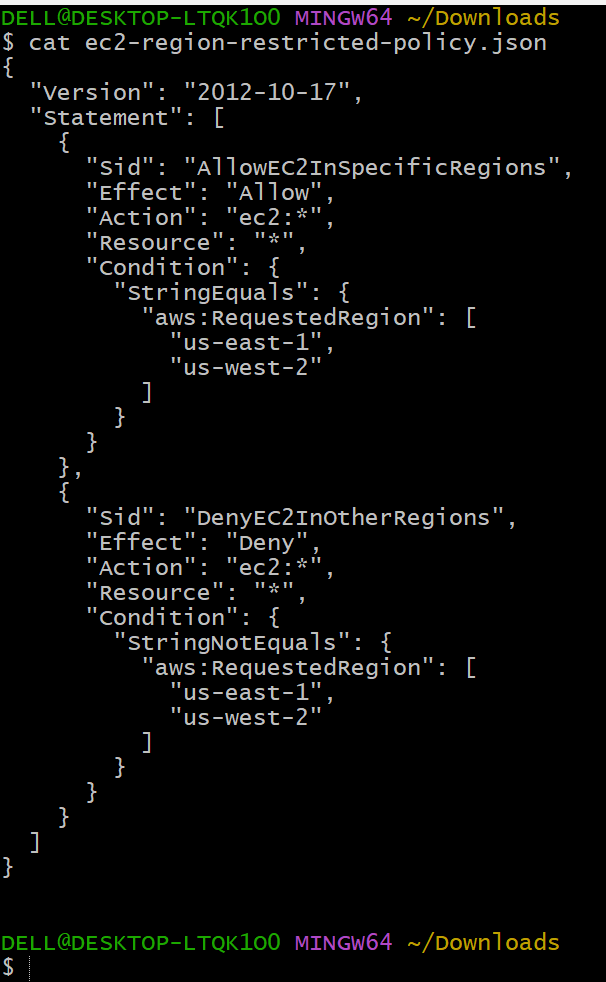 DELL@DESKTOP-LTQK1O0 MINGW64 ~/Downloads
$ cat ec2-region-restricted-policy.json
{
  "Version": "2012-10-17",
  "Statement": [
    {
      "Sid": "AllowEC2InSpecificRegions",
      "Effect": "Allow",
      "Action": "ec2:*",
      "Resource": "*",
      "Condition": {
        "StringEquals": {
          "aws:RequestedRegion": [
            "us-east-1",
            "us-west-2"
          ]
        }
      }
    },
    {
      "Sid": "DenyEC2InOtherRegions",
      "Effect": "Deny",
      "Action": "ec2:*",
      "Resource": "*",
      "Condition": {
        "StringNotEquals": {
          "aws:RequestedRegion": [
            "us-east-1",
            "us-west-2"
          ]
        }
      }
    }
  ]
}
DELL@DESKTOP-LTQK1O0 MINGW64 ~/Downloads
$